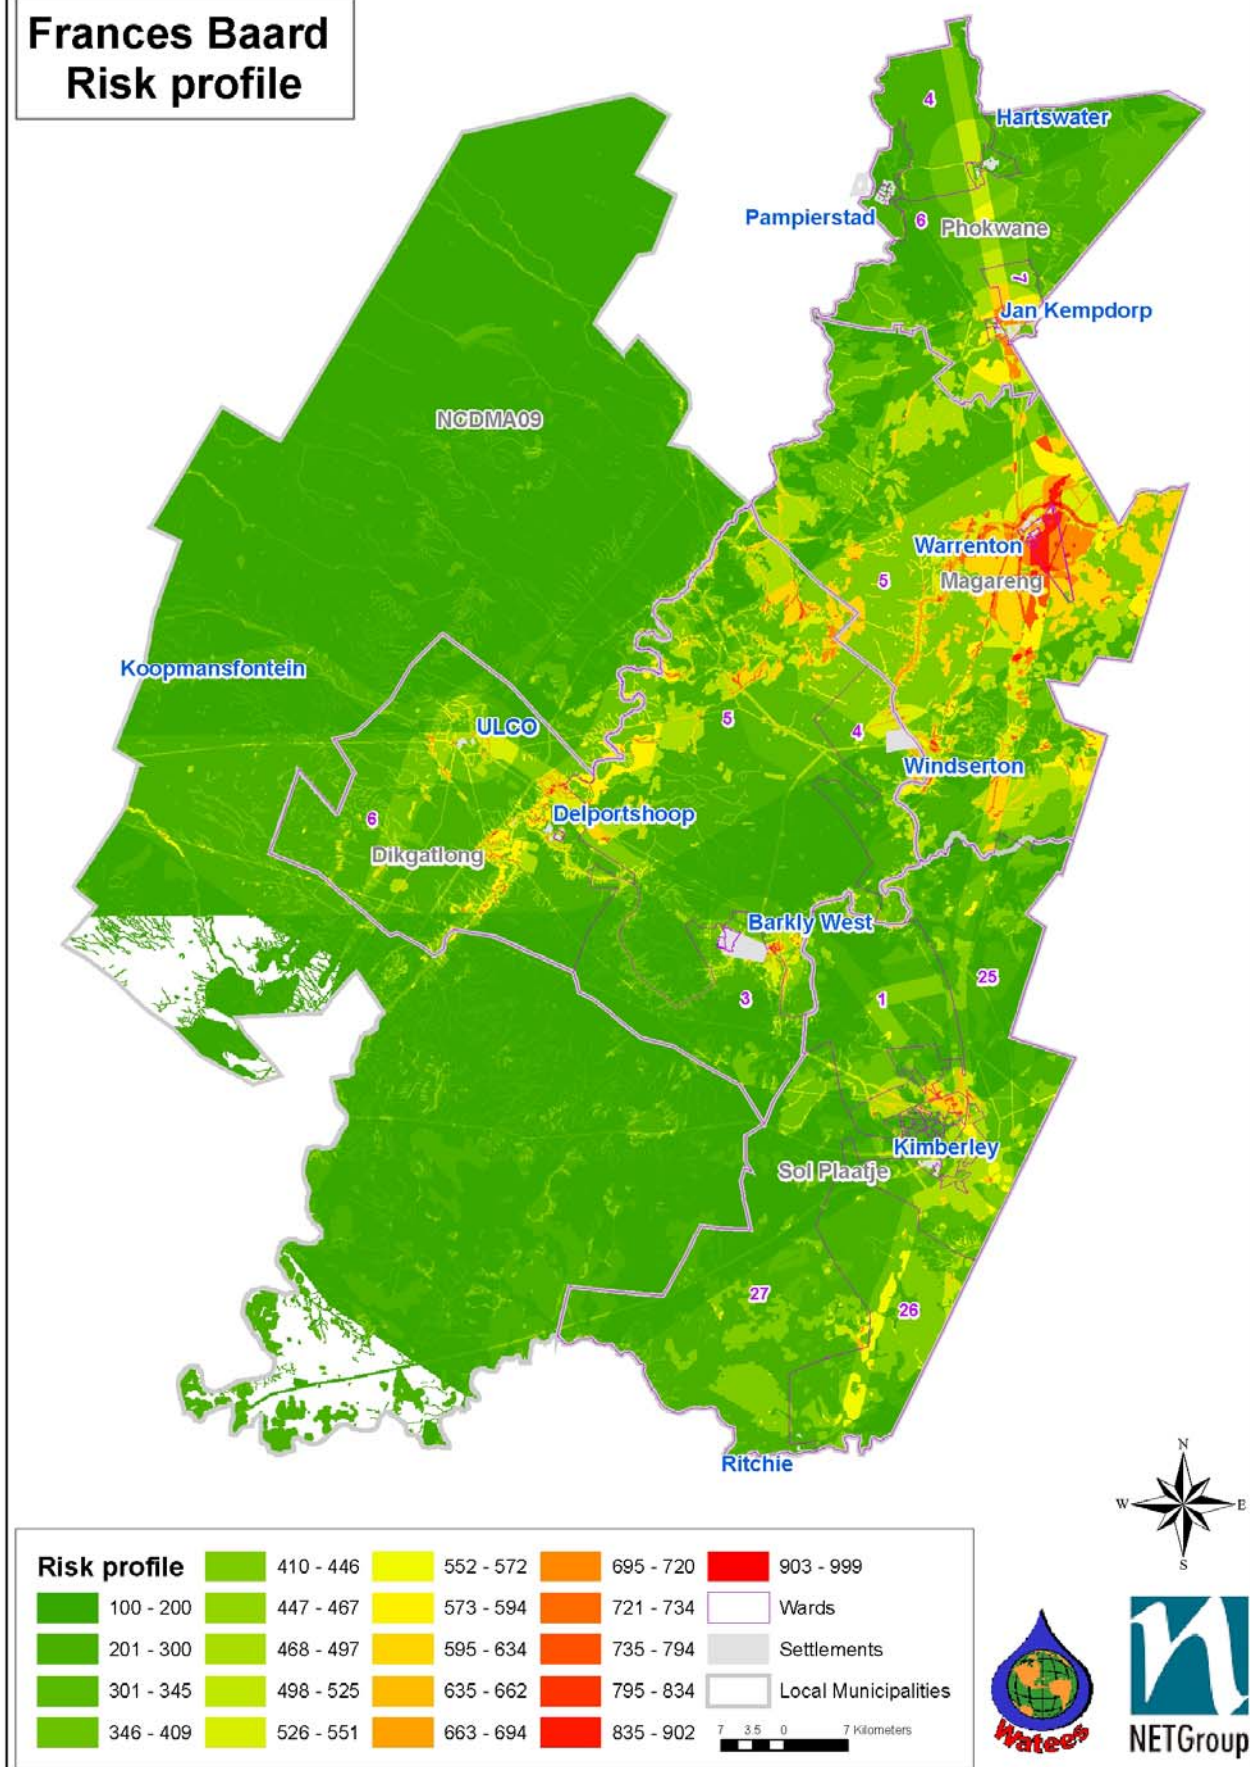 Frances Baard
Risk profile
4
Hartswater
Pampierstad
6
Phokwane
7
Jan Kempdorp
NCDMA09
Warrenton
5
Magareng
Koopmansfontein
5
ULCO
4
Windserton
6
Delportshoop
Dikgatlong
Barkly West
25
3
1
Kimberley
Sol Plaatje
27
26
Ritchie
N
W
E
S
Risk profile
100 - 200
201 - 300
301 - 345
346 - 409
410 - 446
447 - 467
468 - 497
498 - 525
526 - 551
552 - 572
573 - 594
595 - 634
635 - 662
663 - 694
695 - 720
721 - 734
735 - 794
795 - 834
835 - 902
903 - 999
Wards
Settlements
Local Municipalities
7 3.5 0 7 Kilometers
Watees
n
NETGroup